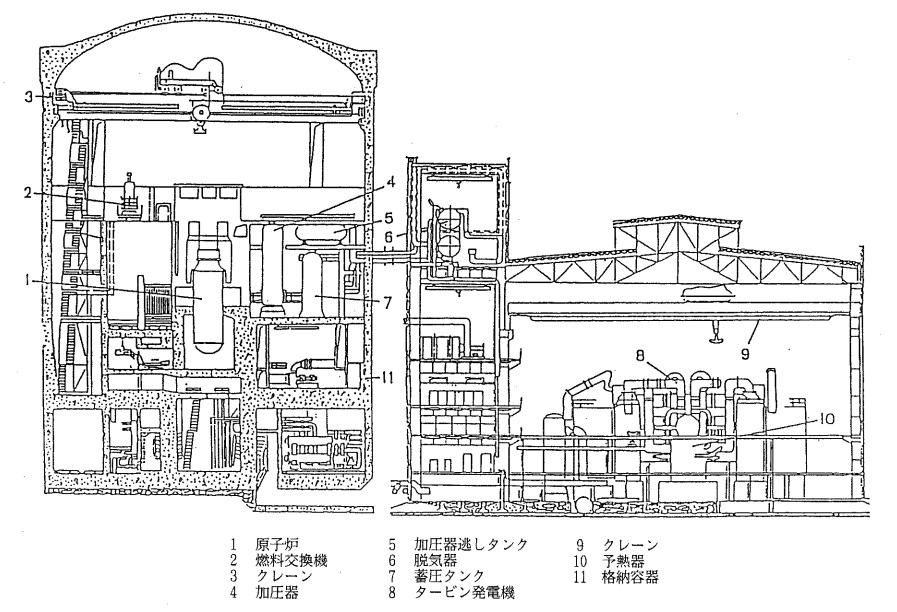 3
2
1
4
5
6
7
11
8
9
10
1 原子炉
2 燃料交換機
3 クレーン
4 加圧器
5 加圧器逃しタンク
6 脱気器
7 蓄圧タンク
8 タービン発電機
9 クレーン
10 予熱器
11 格納容器